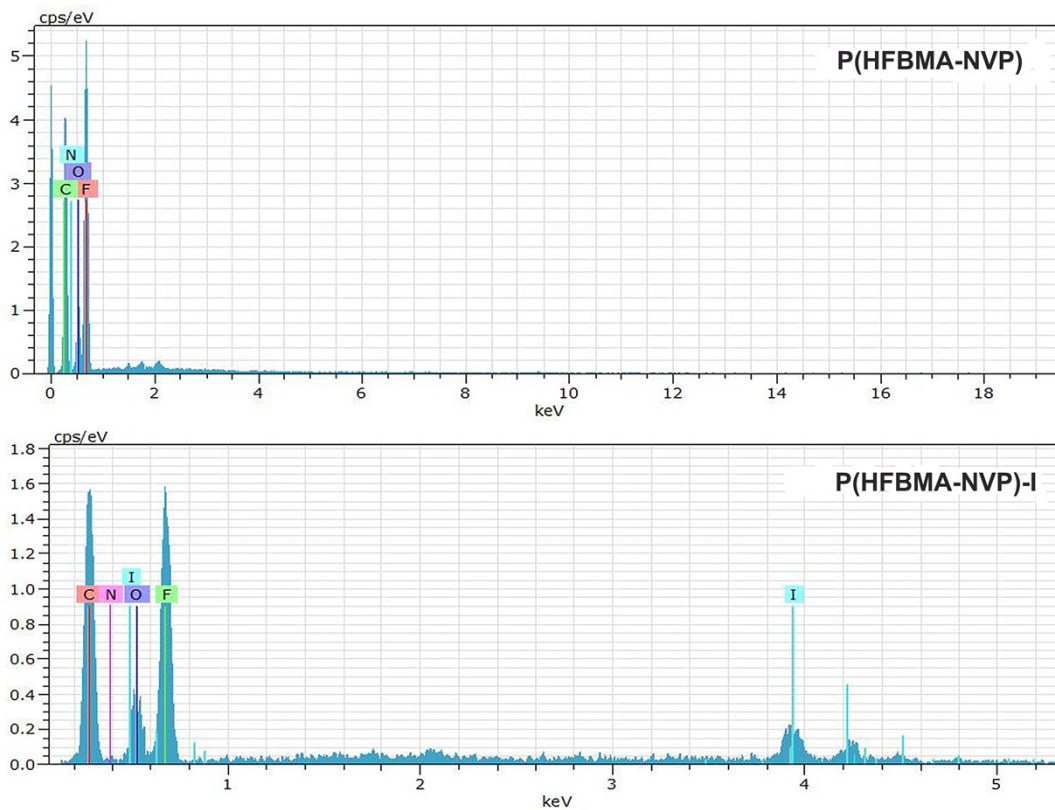 cps/eV
P(HFBMA-NVP)
5
4
N
O
3
C F
2
1
0
0 2 4 6 8 10 12 14 16 18
keV
cps/eV
1.8
P(HFBMA-NVP)-I
1.6
1.4
1.2
I
1.0
C N O F I
0.8
0.6
0.4
0.2
0.0
1 2 3 4 5
keV